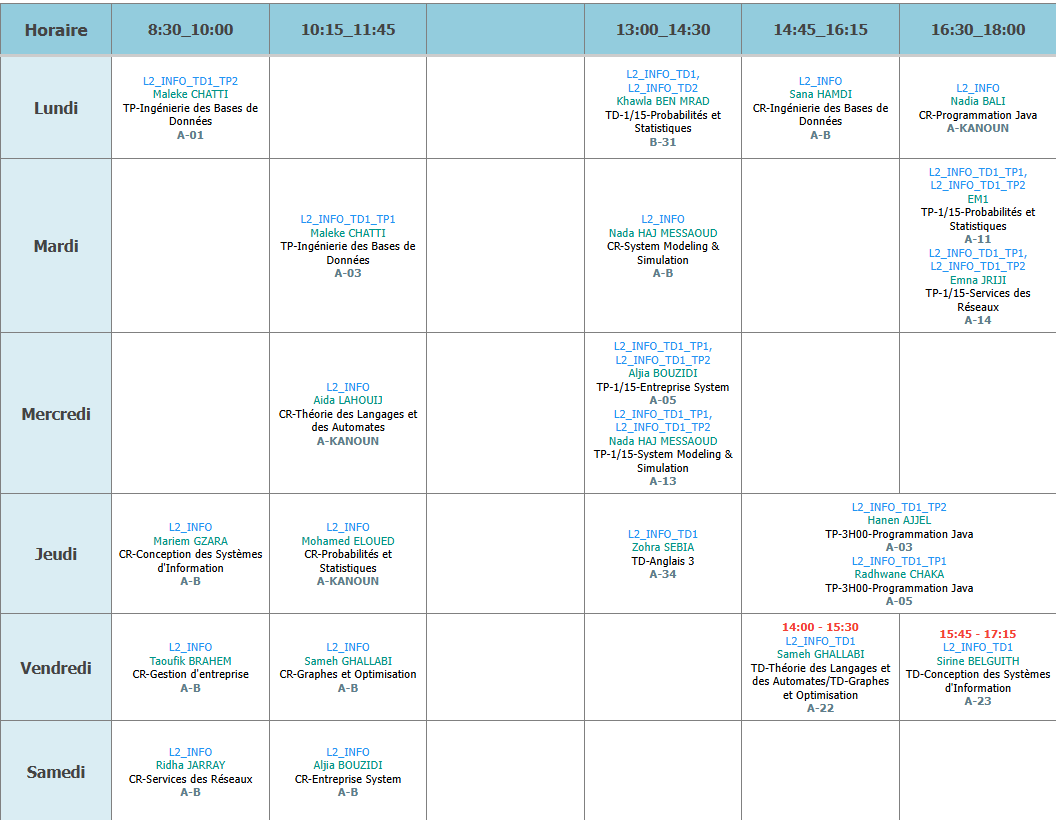 Horaire
8:30_10:00
10:15_11:45
13:00_14:30
14:45_16:15
16:30_18:00
Lundi
L2_INFO_TD1_TP2
Maleke CHATTI
TP-Ingénierie des Bases de
Données
A-01
L2_INFO_TD1,
L2_INFO_TD2
Khawla BEN MRAD
TD-1/15-Probabilités et
Statistiques
B-31
L2_INFO
Sana HAMDI
CR-Ingénierie des Bases de
Données
A-B
L2_INFO
Nadia BALI
CR-Programmation Java
A-KANOUN
Mardi
L2_INFO_TD1_TP1
Maleke CHATTI
TP-Ingénierie des Bases de
Données
A-03
L2_INFO
Nada HAJ MESSAOUD
CR-System Modeling &
Simulation
A-B
L2_INFO_TD1_TP1,
L2_INFO_TD1_TP2
EM1
TP-1/15-Probabilités et
Statistiques
A-11
L2_INFO_TD1_TP1,
L2_INFO_TD1_TP2
Emna JRIJI
TP-1/15-Services des
Réseaux
A-14
Mercredi
L2_INFO
Aida LAHOUIJ
CR-Théorie des Langages et
des Automates
A-KANOUN
L2_INFO_TD1_TP1,
L2_INFO_TD1_TP2
Aljia BOUZIDI
TP-1/15-Entreprise System
A-05
L2_INFO_TD1_TP1,
L2_INFO_TD1_TP2
Nada HAJ MESSAOUD
TP-1/15-System Modeling &
Simulation
A-13
Jeudi
L2_INFO
Mariem GZARA
CR-Conception des Systèmes
d'Information
A-B
L2_INFO
Mohamed ELOUED
CR-Probabilités et
Statistiques
A-KANOUN
L2_INFO_TD1
Zohra SEBIA
TD-Anglais 3
A-34
L2_INFO_TD1_TP2
Hanen AJJEL
TP-3H00-Programmation Java
A-03
L2_INFO_TD1_TP1
Radhwane CHAKA
TP-3H00-Programmation Java
A-05
Vendredi
L2_INFO
Taoufik BRAHEM
CR-Gestion d'entreprise
A-B
L2_INFO
Sameh GHALLABI
CR-Graphes et Optimisation
A-B
14:00 - 15:30
L2_INFO_TD1
Sameh GHALLABI
TD-Théorie des Langages et
des Automates/TD-Graphes
et Optimisation
A-22
15:45 - 17:15
L2_INFO_TD1
Sirine BELGUITH
TD-Conception des Systèmes
d'Information
A-23
Samedi
L2_INFO
Ridha JARRAY
CR-Services des Réseaux
A-B
L2_INFO
Aljia BOUZIDI
CR-Entreprise System
A-B